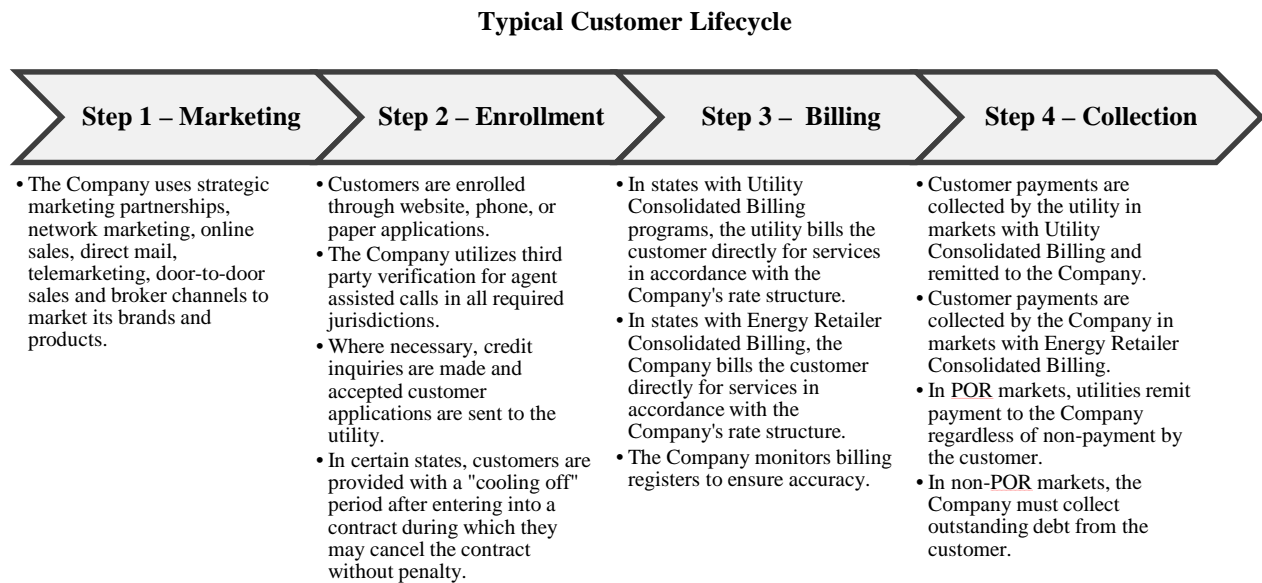 Typical Customer Lifecycle
Step 1 – Marketing
• The Company uses strategic
marketing partnerships,
network marketing, online
sales, direct mail,
telemarketing, door-to-door
sales and broker channels to
market its brands and
products.
Step 2 – Enrollment
• Customers are enrolled
through website, phone, or
paper applications.
• The Company utilizes third
party verification for agent
assisted calls in all required
jurisdictions.
• Where necessary, credit
inquiries are made and
accepted customer
applications are sent to the
utility.
• In certain states, customers are
provided with a "cooling off"
period after entering into a
contract during which they
may cancel the contract
without penalty.
Step 3 – Billing
• In states with Utility
Consolidated Billing
programs, the utility bills the
customer directly for services
in accordance with the
Company's rate structure.
• In states with Energy Retailer
Consolidated Billing, the
Company bills the customer
directly for services in
accordance with the
Company's rate structure.
• The Company monitors billing
registers to ensure accuracy.
Step 4 – Collection
• Customer payments are
collected by the utility in
markets with Utility
Consolidated Billing and
remitted to the Company.
• Customer payments are
collected by the Company in
markets with Energy Retailer
Consolidated Billing.
• In POR markets, utilities remit
payment to the Company
regardless of non-payment by
the customer.
• In non-POR markets, the
Company must collect
outstanding debt from the
customer.